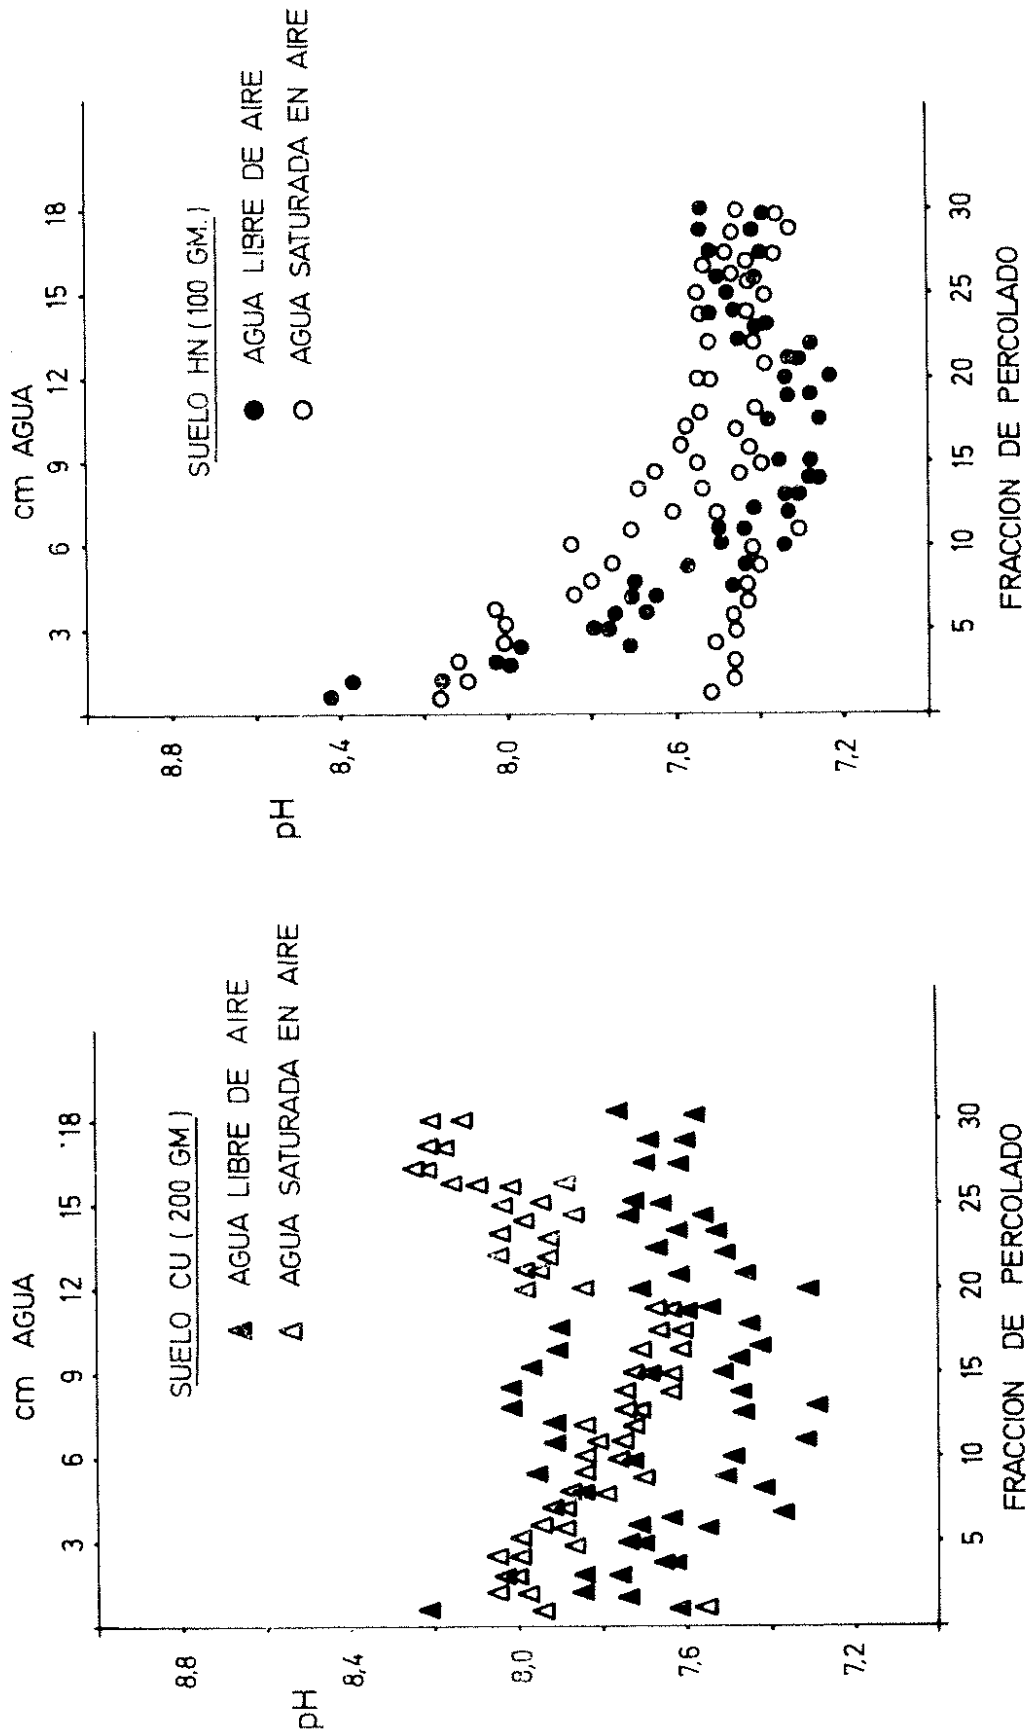 cm AGUA
3 6 9 12 15 18
SUELO CU ( 200 GM.)
AGUA LIBRE DE AIRE
AGUA SATURADA EN AIRE
pH
8,8
8,4
8,0
7,6
7,2
5 10 15 20 25 30
FRACCION DE PERCOLADO
cm AGUA
3 6 9 12 15 18
SUELO HN ( 100 GM.)
AGUA LIBRE DE AIRE
AGUA SATURADA EN AIRE
pH
8,8
8,4
8,0
7,6
7,2
5 10 15 20 25 30
FRACCION DE PERCOLADO